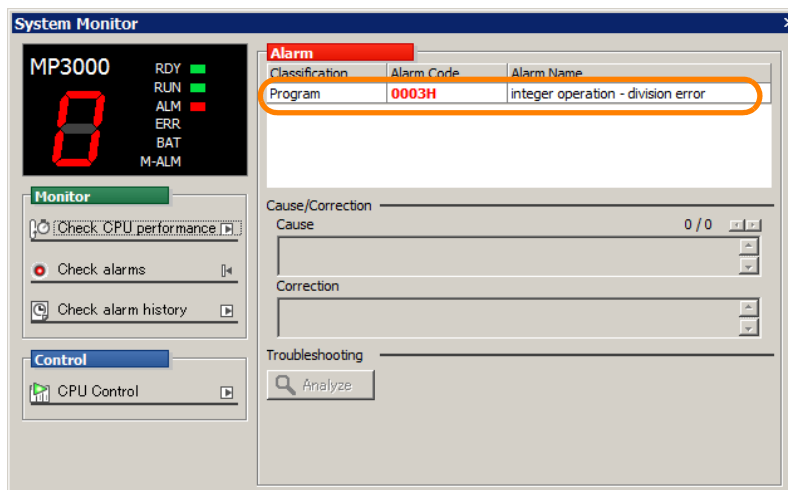 System Monitor
MP3000
RDY
RUN
ALM
ERR
BAT
M-ALM
Monitor
Check CPU performance
Check alarms
Check alarm history
Control
CPU Control
Alarm
Classification Alarm Code Alarm Name
Program 0003H integer operation - division error
Cause/Correction
Cause 0 / 0
Correction
Troubleshooting
Analyze